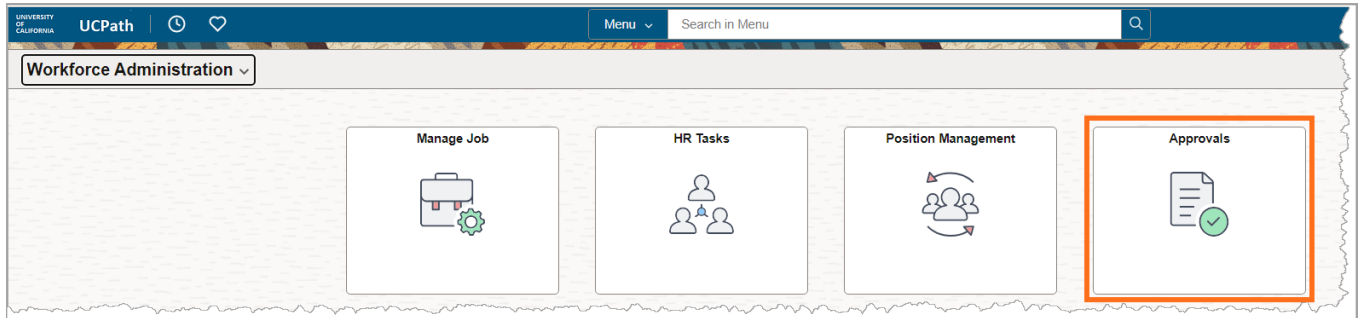 UNIVERSITY
OF
CALIFORNIA
UCPath
Menu
Search in Menu
Workforce Administration
Manage Job
HR Tasks
Position Management
Approvals